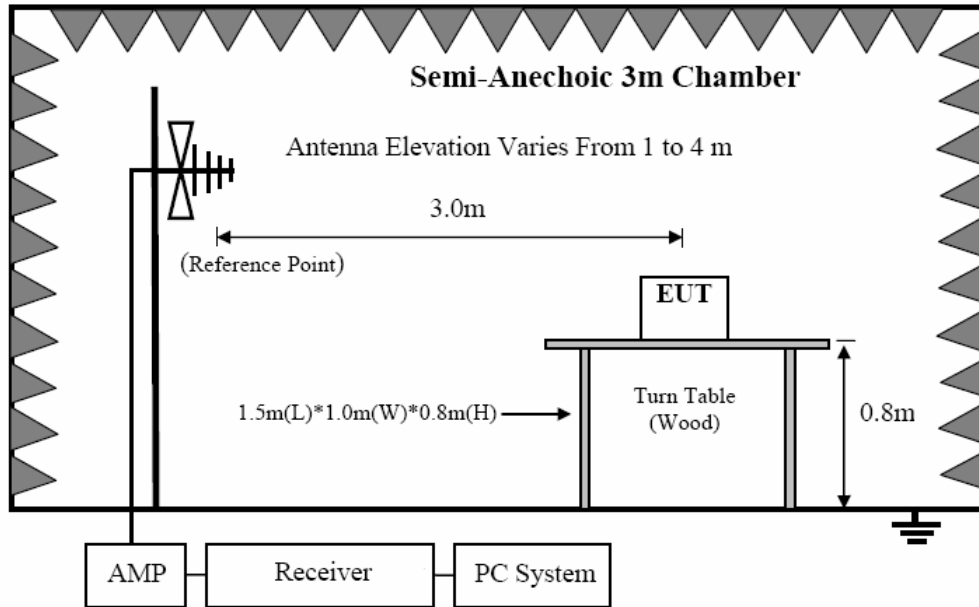 Semi-Anechoic 3m Chamber
Antenna Elevation Varies From 1 to 4 m
3.0m
(Reference Point)
EUT
1.5m(L)*1.0m(W)*0.8m(H)
Turn Table
(Wood)
0.8m
AMP
Receiver
PC System